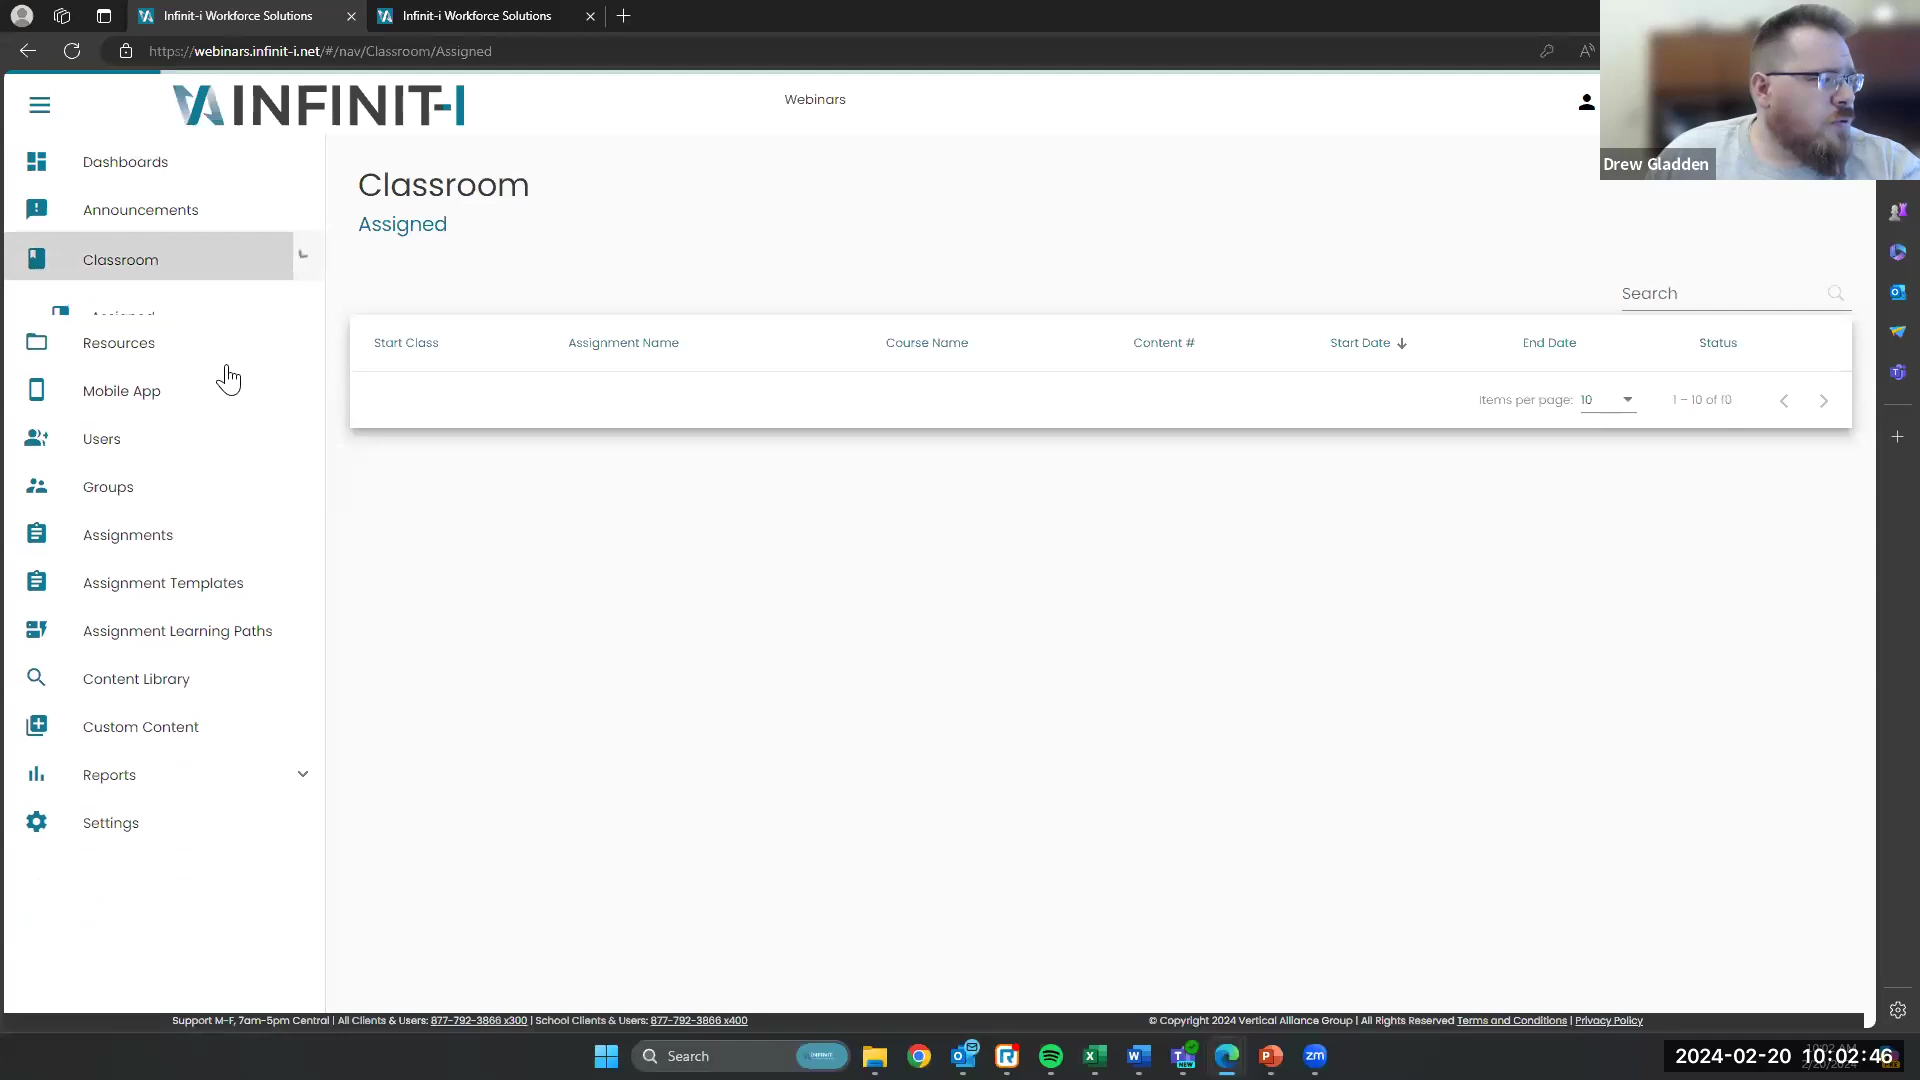 Infinit-i Workforce Solutions
Infinit-i Workforce Solutions
https://webinars.infinit-i.net/#/nav/Classroom/Assigned
INFINIT-I
Webinars
Drew Gladden
Dashboards
Announcements
Classroom
Assigned
Resources
Mobile App
Users
Groups
Assignments
Assignment Templates
Assignment Learning Paths
Content Library
Custom Content
Reports
Settings
Classroom
Assigned
Search
Start Class Assignment Name Course Name Content # Start Date End Date Status
Items per page: 10 1 – 10 of 10
Support M-F, 7am-5pm Central | All Clients & Users: 877-792-3866 x300 | School Clients & Users: 877-792-3866 x400
© Copyright 2024 Vertical Alliance Group | All Rights Reserved Terms and Conditions | Privacy Policy
Search
2024-02-20 10:02:46